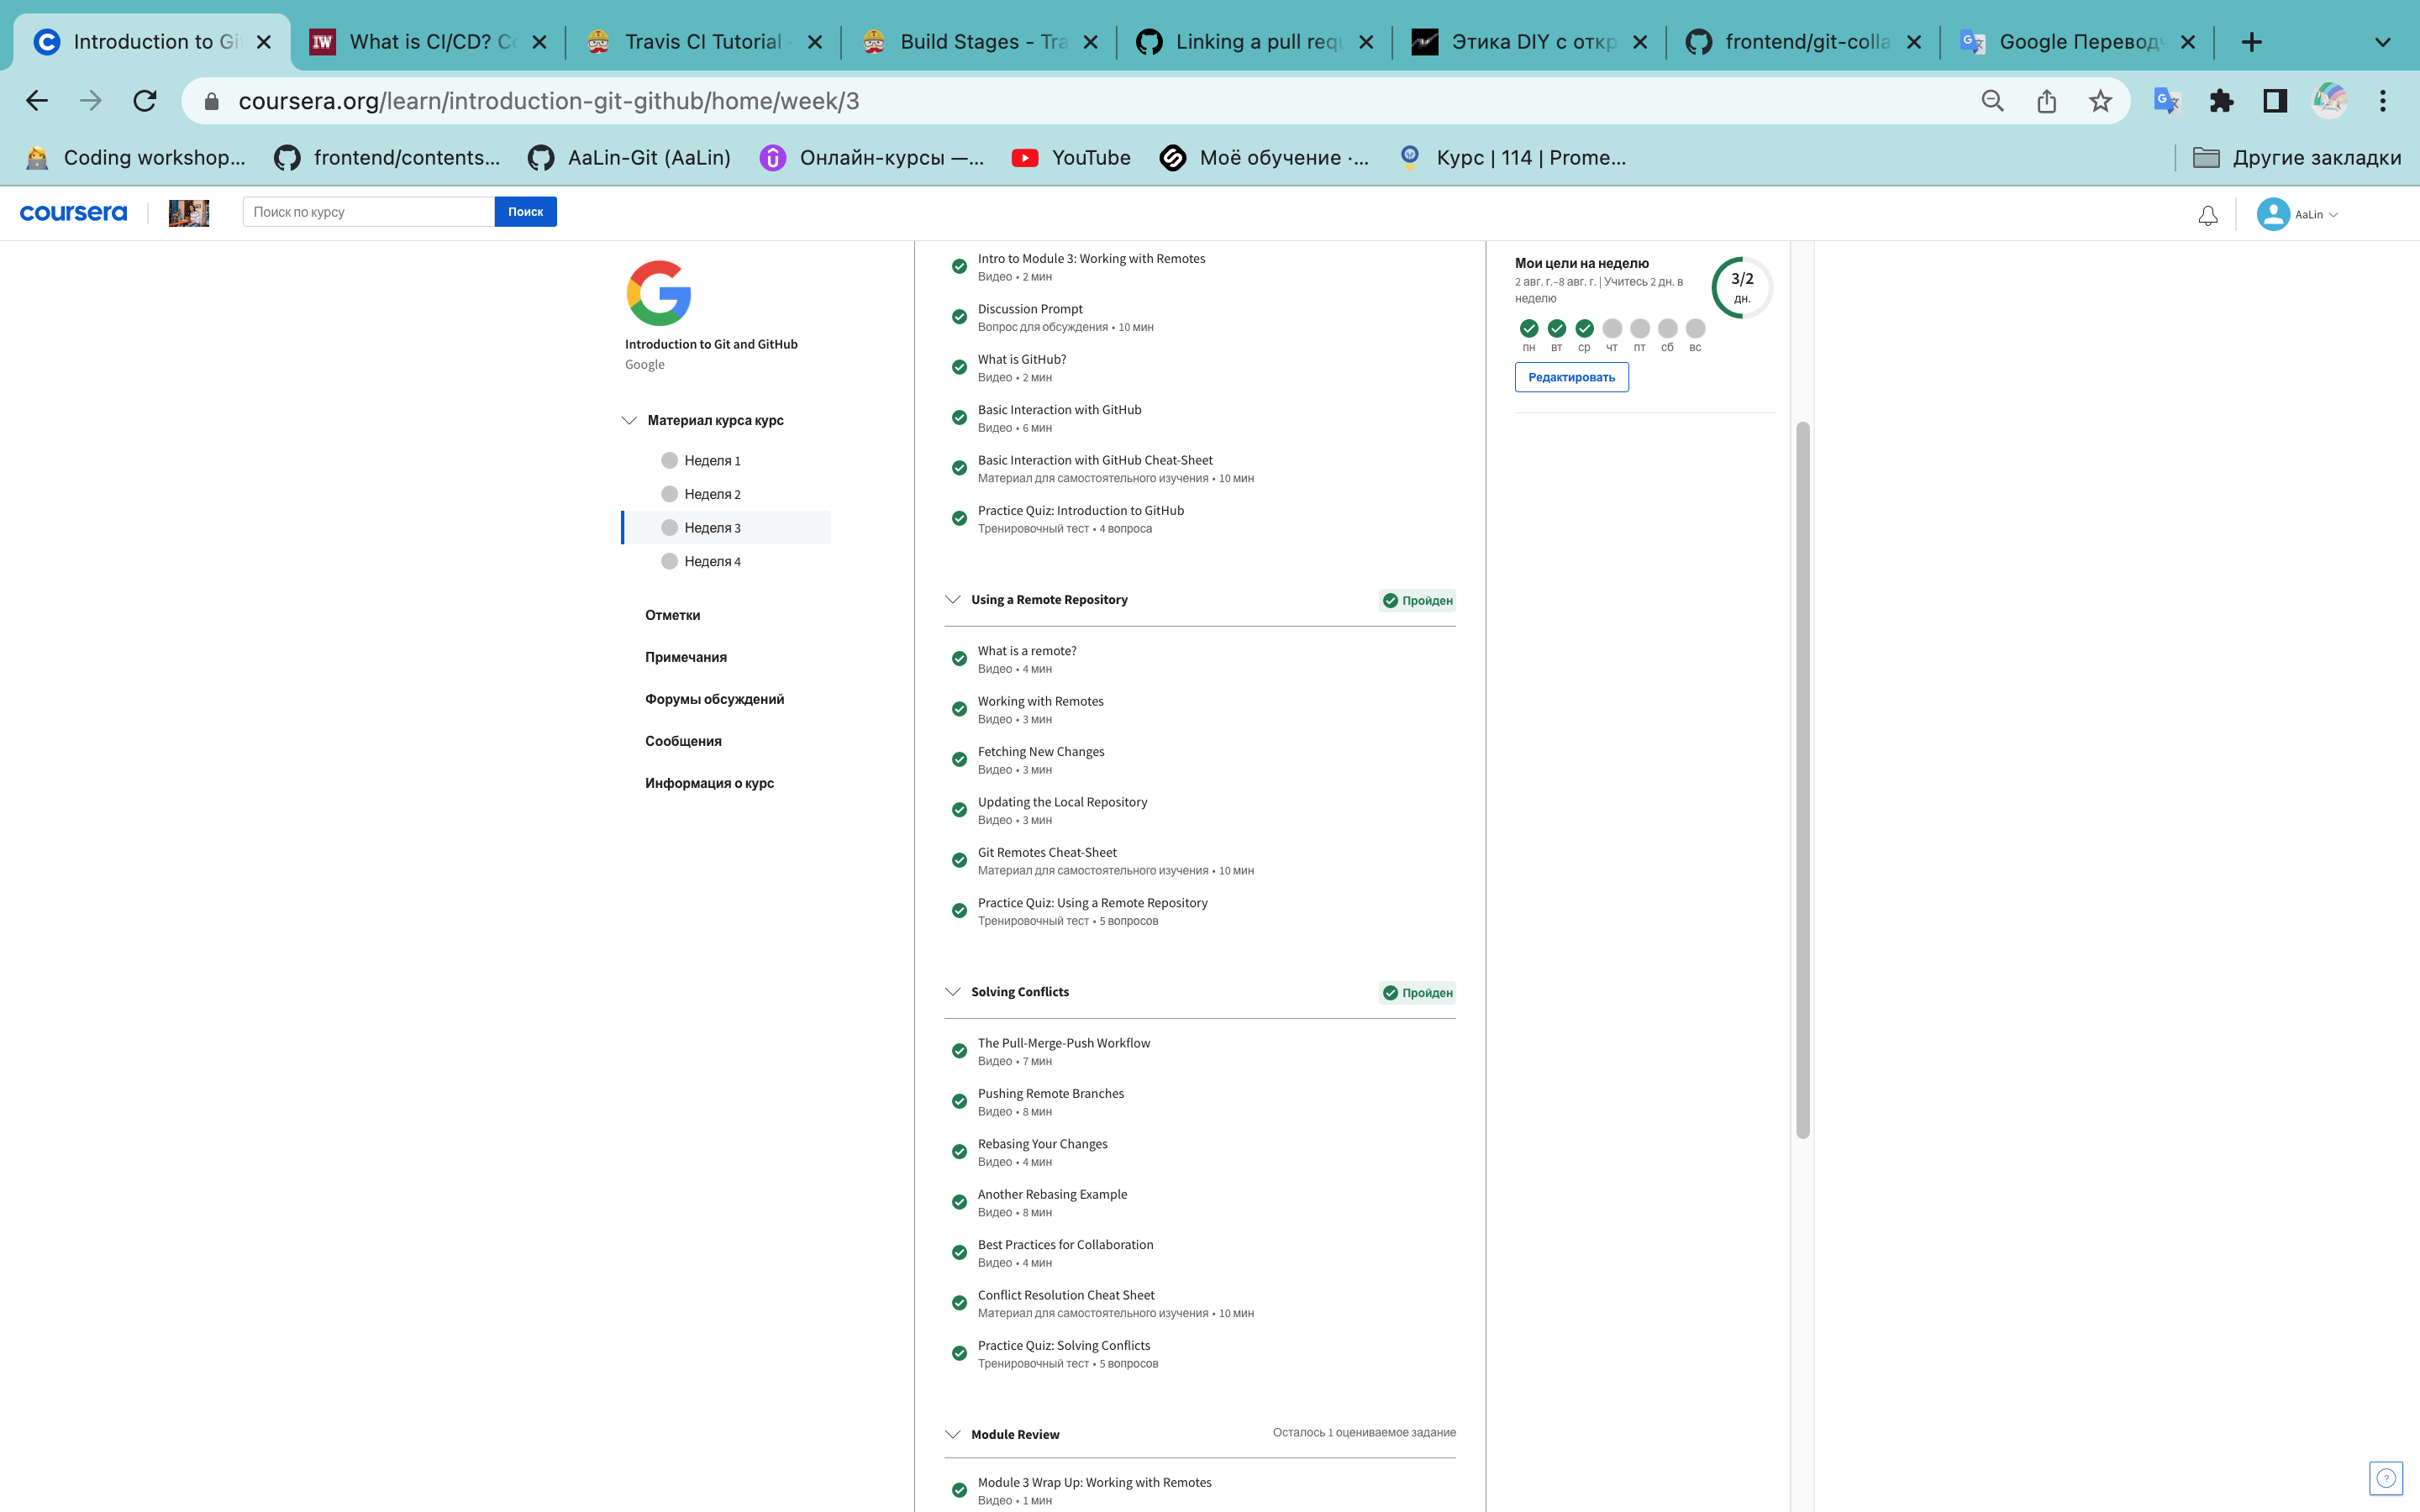 Introduction to Gi
What is CI/CD? Co
Travis CI Tutorial -
Build Stages - Tra
Linking a pull requ
Этика DIY с откр
frontend/git-colla
Google Переводч
coursera.org/learn/introduction-git-github/home/week/3
Coding workshop...
frontend/contents...
AaLin-Git (AaLin)
Онлайн-курсы —...
YouTube
Моё обучение ·...
Курс | 114 | Prome...
Другие закладки
coursera
Поиск по курсу
Поиск
AaLin
Introduction to Git and GitHub
Google
Материал курса курс
Неделя 1
Неделя 2
Неделя 3
Неделя 4
Отметки
Примечания
Форумы обсуждений
Сообщения
Информация о курс
Intro to Module 3: Working with Remotes
Видео • 2 мин
Discussion Prompt
Вопрос для обсуждения • 10 мин
What is GitHub?
Видео • 2 мин
Basic Interaction with GitHub
Видео • 6 мин
Basic Interaction with GitHub Cheat-Sheet
Материал для самостоятельного изучения • 10 мин
Practice Quiz: Introduction to GitHub
Тренировочный тест • 4 вопроса
Using a Remote Repository
Пройден
What is a remote?
Видео • 4 мин
Working with Remotes
Видео • 3 мин
Fetching New Changes
Видео • 3 мин
Updating the Local Repository
Видео • 3 мин
Git Remotes Cheat-Sheet
Материал для самостоятельного изучения • 10 мин
Practice Quiz: Using a Remote Repository
Тренировочный тест • 5 вопросов
Solving Conflicts
Пройден
The Pull-Merge-Push Workflow
Видео • 7 мин
Pushing Remote Branches
Видео • 8 мин
Rebasing Your Changes
Видео • 4 мин
Another Rebasing Example
Видео • 8 мин
Best Practices for Collaboration
Видео • 4 мин
Conflict Resolution Cheat Sheet
Материал для самостоятельного изучения • 10 мин
Practice Quiz: Solving Conflicts
Тренировочный тест • 5 вопросов
Module Review
Осталось 1 оцениваемое задание
Module 3 Wrap Up: Working with Remotes
Видео • 1 мин
Мои цели на неделю
2 авг. г.–8 авг. г. | Учитесь 2 дн. в
неделю
3/2
дн.
пн вт ср чт пт сб вс
Редактировать